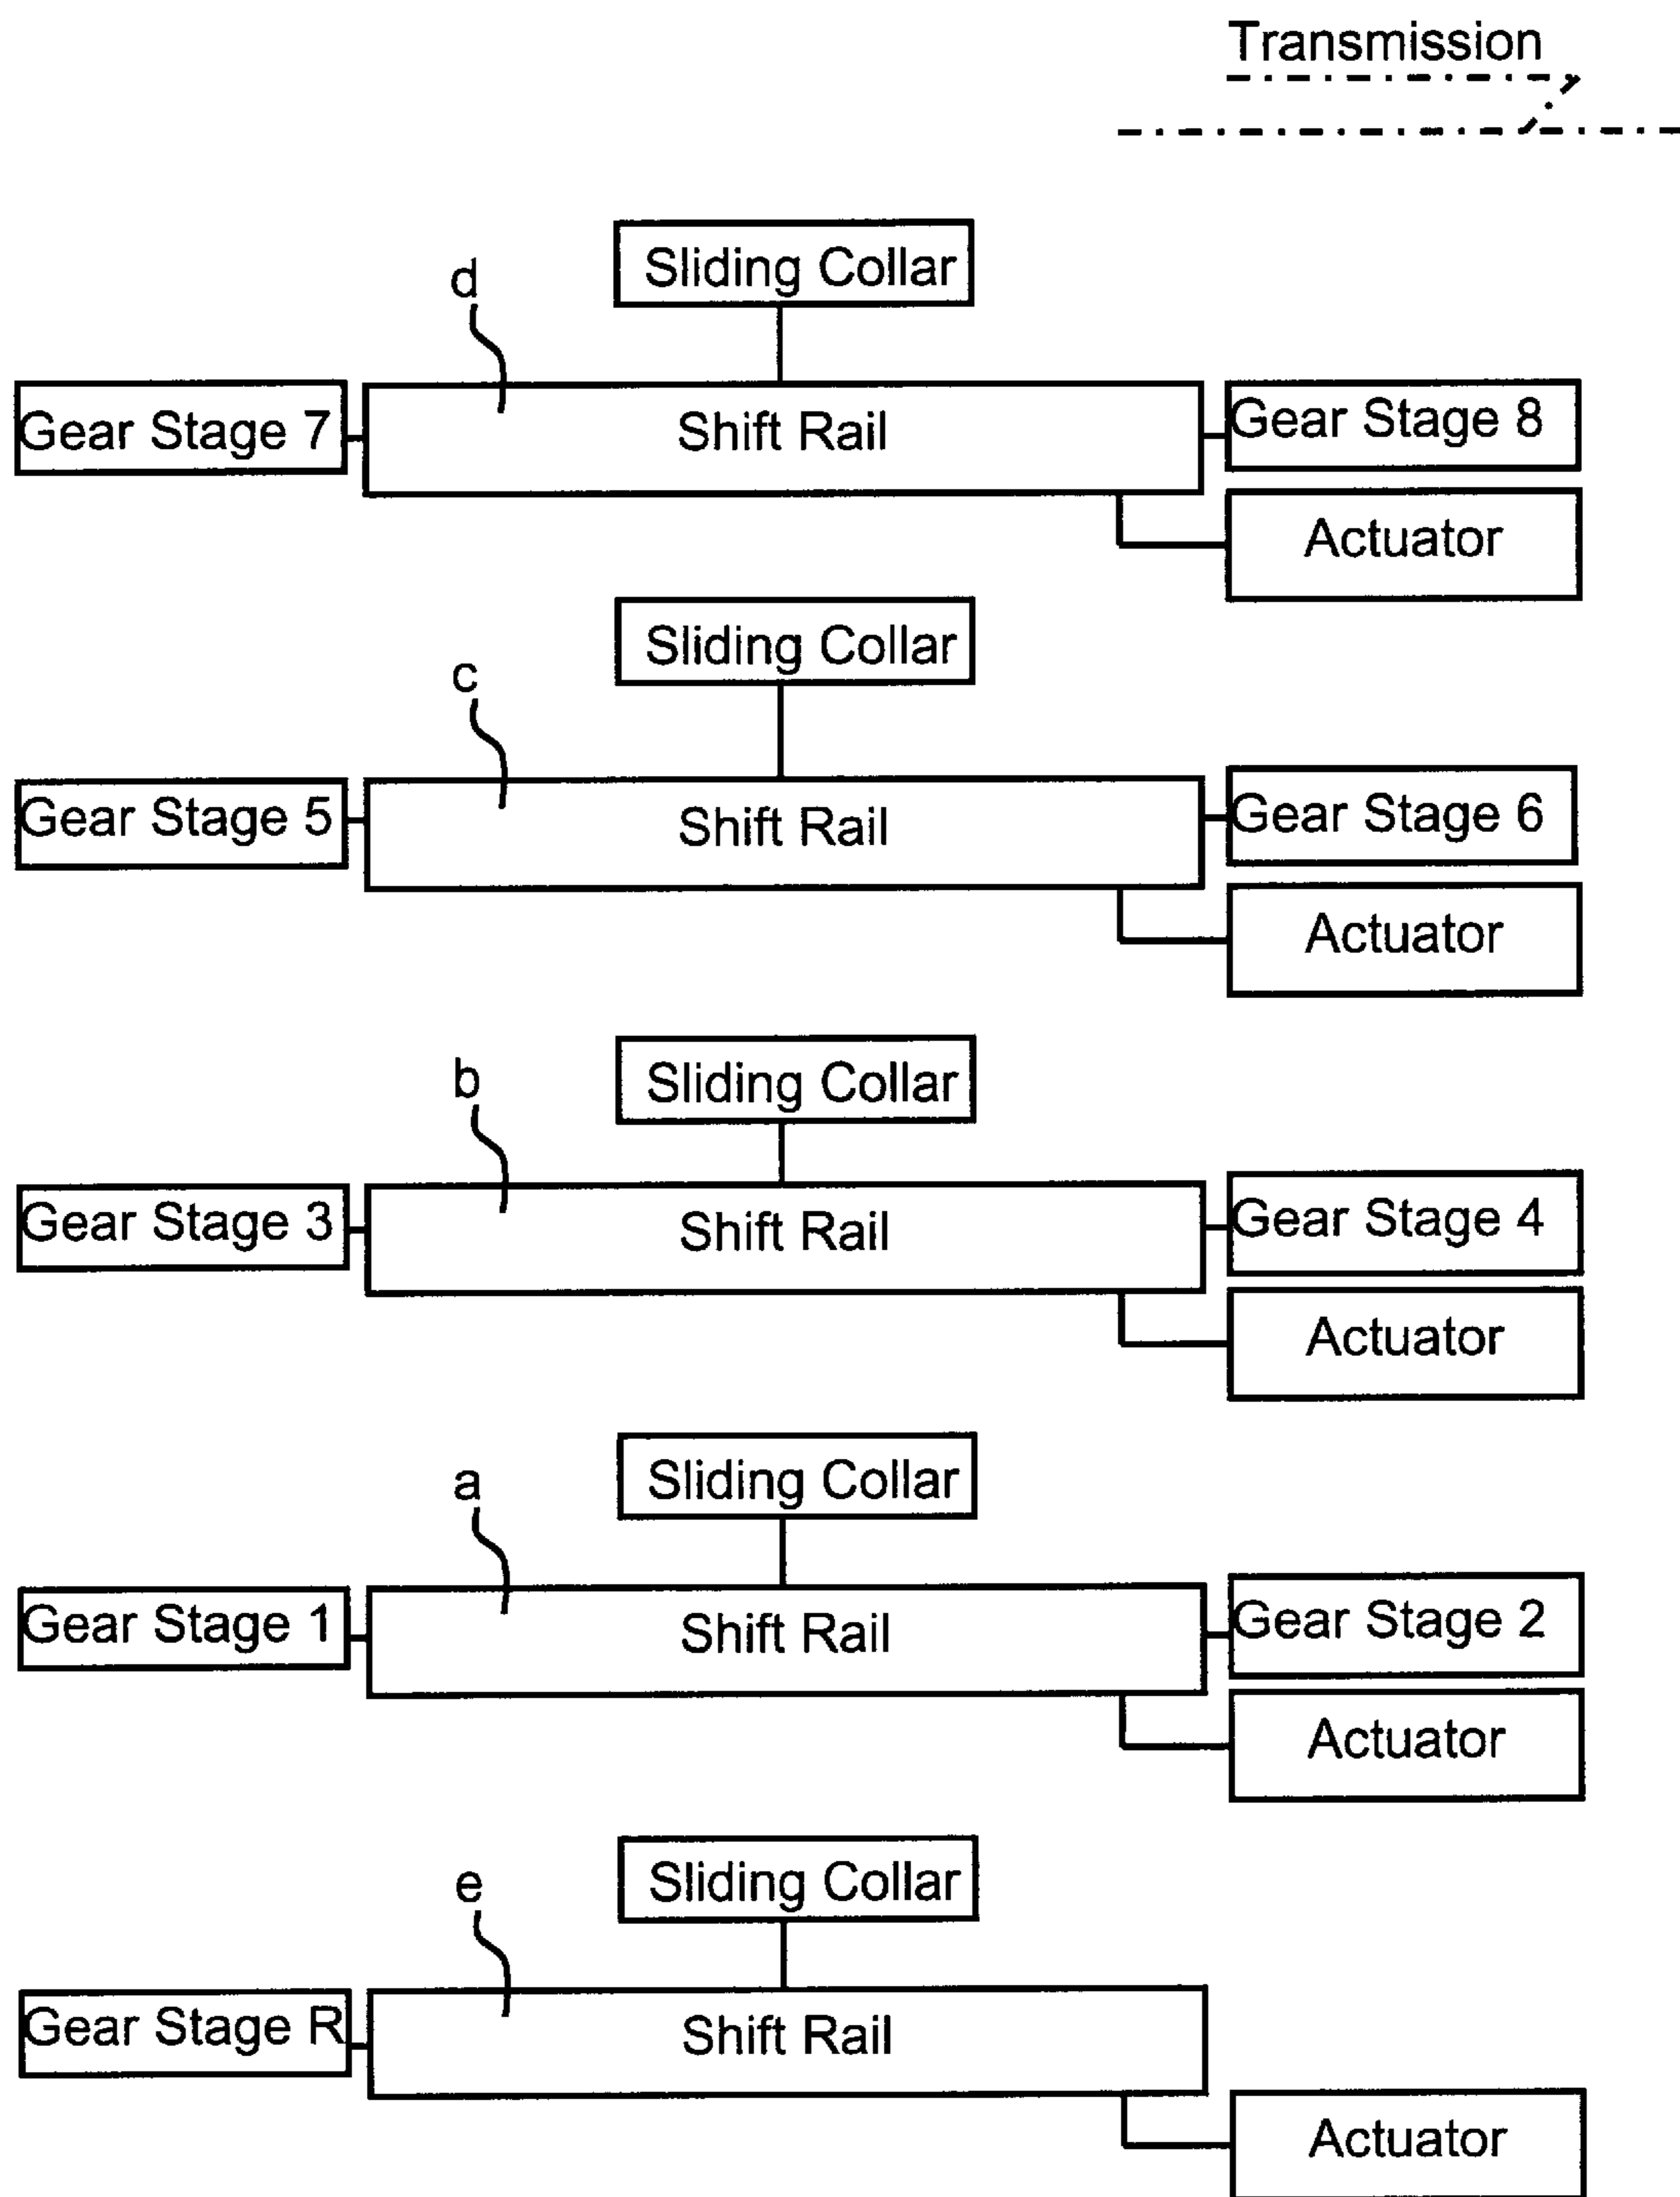 Transmission
Sliding Collar
d
Gear Stage 7
Shift Rail
Gear Stage 8
Actuator
Sliding Collar
c
Gear Stage 5
Shift Rail
Gear Stage 6
Actuator
Sliding Collar
b
Gear Stage 3
Shift Rail
Gear Stage 4
Actuator
Sliding Collar
a
Gear Stage 1
Shift Rail
Gear Stage 2
Actuator
Sliding Collar
e
Gear Stage R
Shift Rail
Actuator